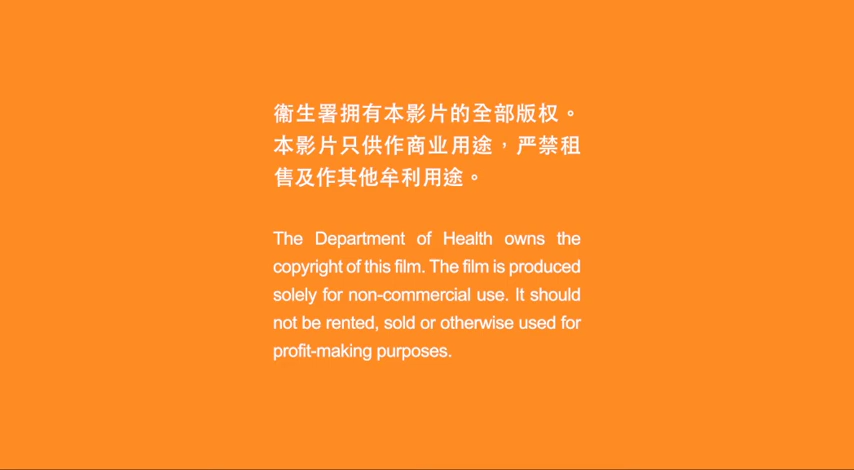 衞生署拥有本影片的全部版权。
本影片只供作商业用途，严禁租
售及作其他牟利用途。
The Department of Health owns the
copyright of this film. The film is produced
solely for non-commercial use. It should
not be rented, sold or otherwise used for
profit-making purposes.